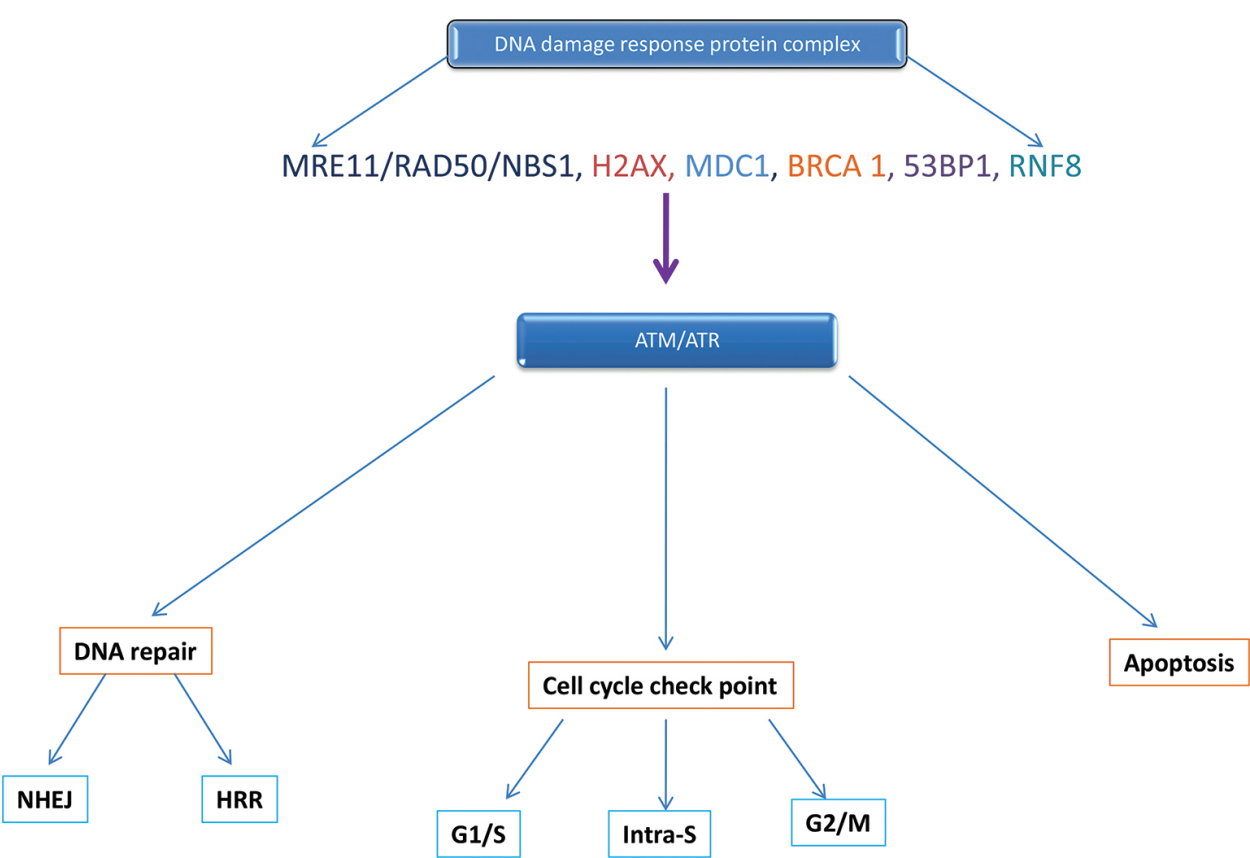 DNA damage response protein complex
MRE11/RAD50/NBS1, H2AX, MDC1, BRCA 1, 53BP1, RNF8
ATM/ATR
DNA repair
Cell cycle check point
Apoptosis
NHEJ
HRR
G1/S
Intra-S
G2/M